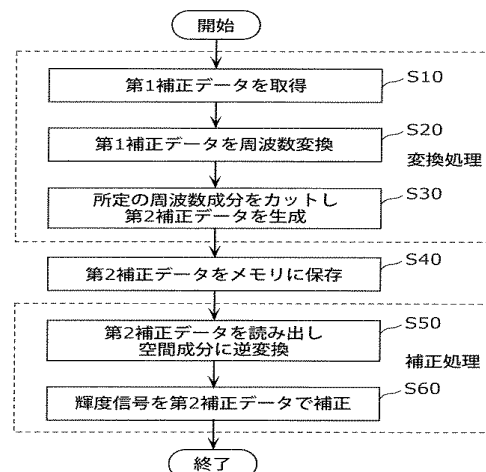 開始
第1補正データを取得
S10
第1補正データを周波数変換
S20
変換処理
所定の周波数成分をカットし
第2補正データを生成
S30
第2補正データをメモリに保存
S40
第2補正データを読み出し
空間成分に逆変換
S50
補正処理
輝度信号を第2補正データで補正
S60
終了